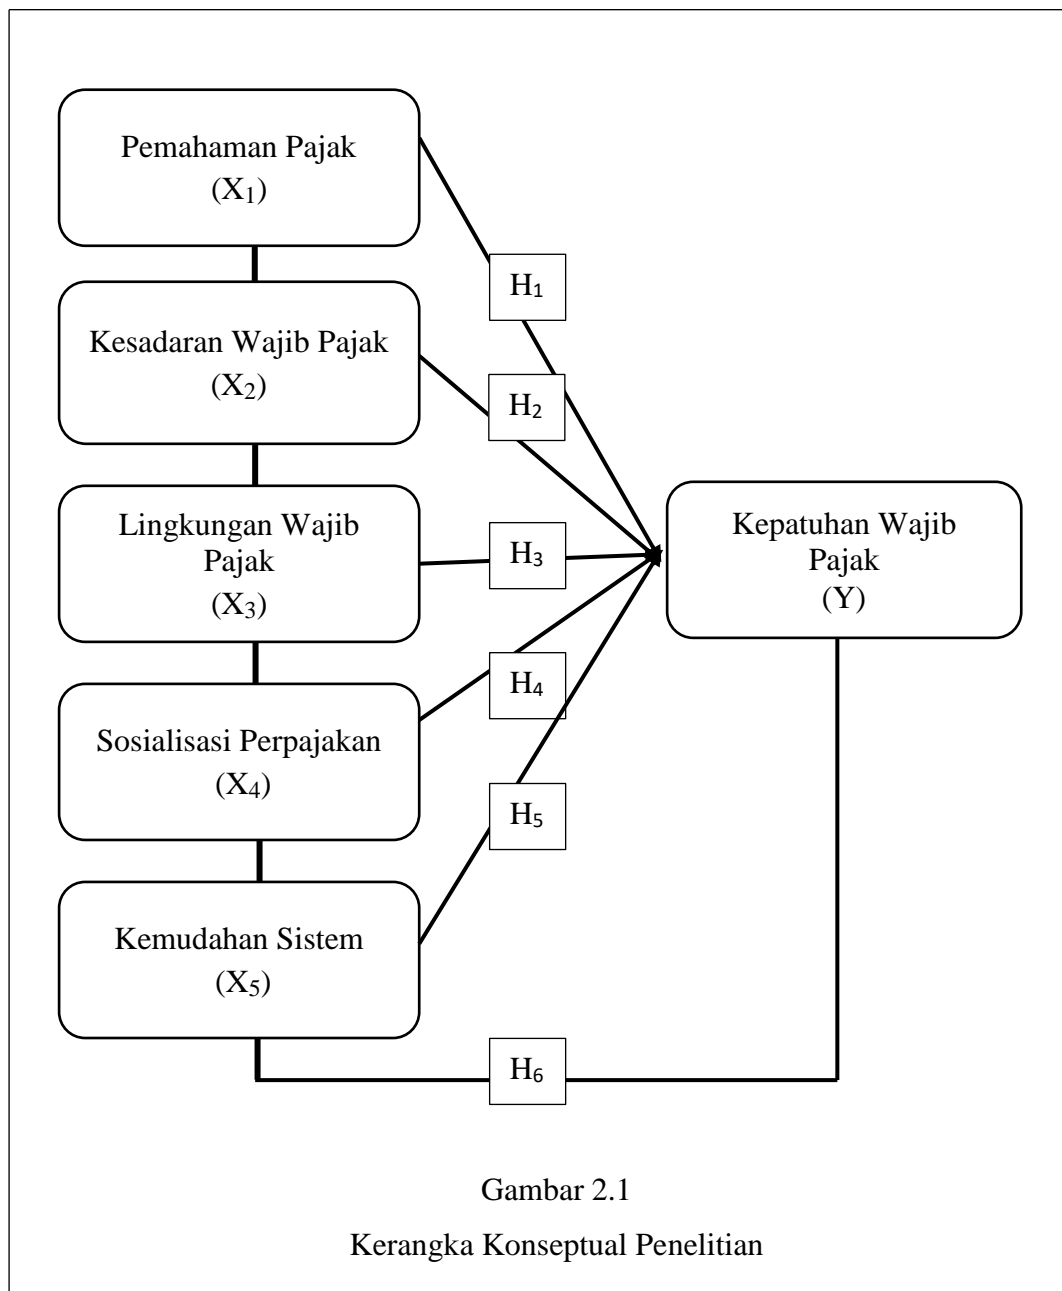 Pemahaman Pajak
(X₁)
H₁
Kesadaran Wajib Pajak
(X₂)
H₂
Lingkungan Wajib
Pajak
(X₃)
H₃
Kepatuhan Wajib
Pajak
(Y)
H₄
Sosialisasi Perpajakan
(X₄)
H₅
Kemudahan Sistem
(X₅)
H₆
Gambar 2.1
Kerangka Konseptual Penelitian